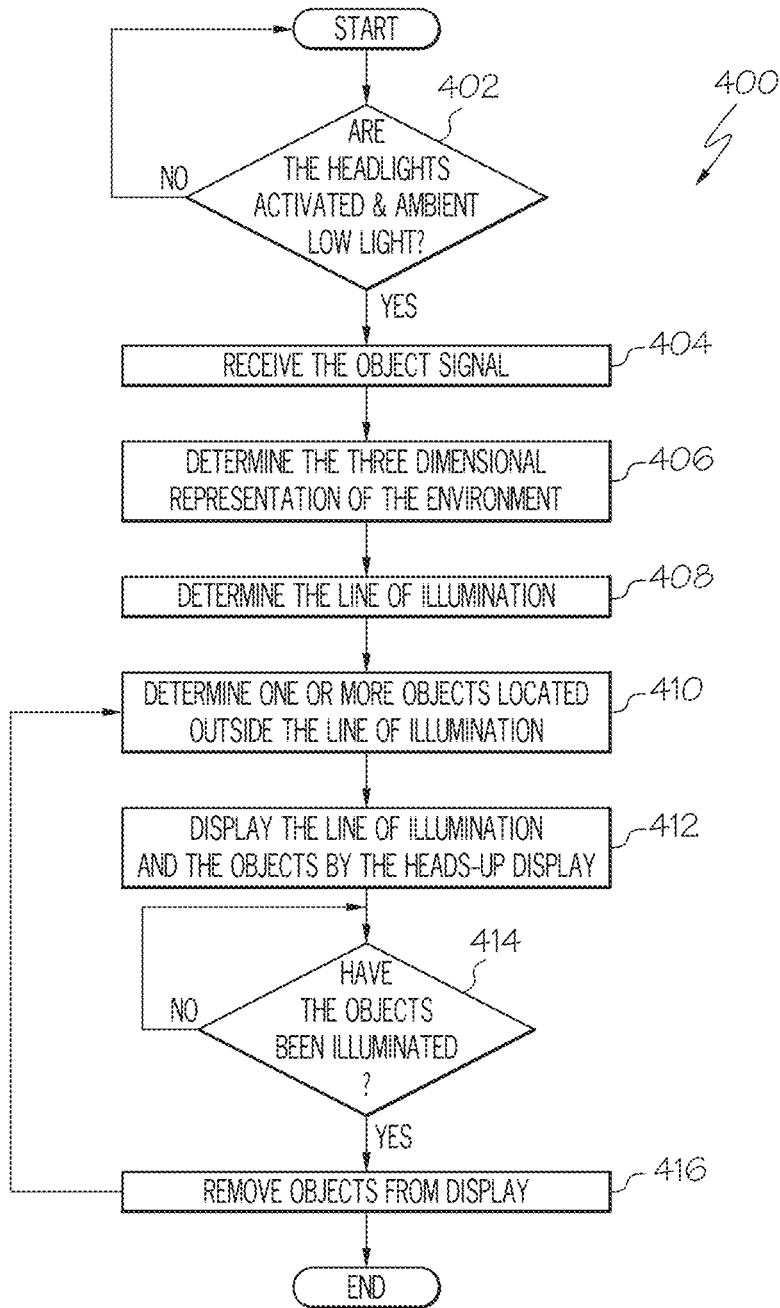 START
402
400
ARE
THE HEADLIGHTS
ACTIVATED & AMBIENT
LOW LIGHT?
NO
YES
RECEIVE THE OBJECT SIGNAL
404
DETERMINE THE THREE DIMENSIONAL
REPRESENTATION OF THE ENVIRONMENT
406
DETERMINE THE LINE OF ILLUMINATION
408
DETERMINE ONE OR MORE OBJECTS LOCATED
OUTSIDE THE LINE OF ILLUMINATION
410
DISPLAY THE LINE OF ILLUMINATION
AND THE OBJECTS BY THE HEADS-UP DISPLAY
412
414
HAVE
THE OBJECTS
BEEN ILLUMINATED
?
NO
YES
REMOVE OBJECTS FROM DISPLAY
416
END